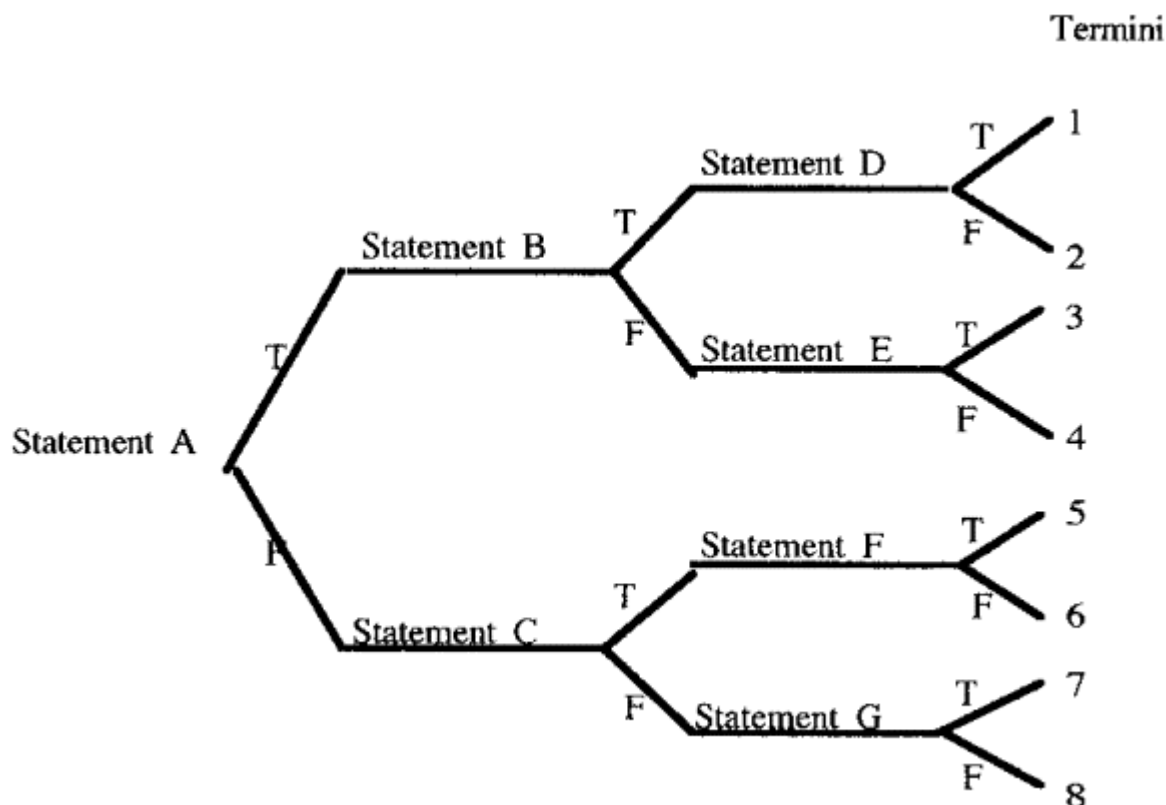 Termini
T 1
Statement D
F 2
T
Statement B
F
T 3
Statement E
F 4
T
Statement A
F
T 5
Statement F
F 6
T
Statement C
F
T 7
Statement G
F 8